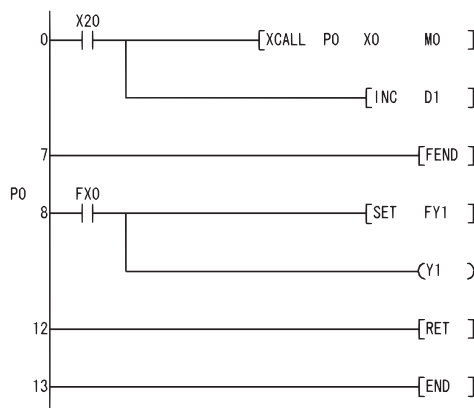 X20
0 XCALL P0 X0 M0
INC D1
7 FEND
P0 FX0
8 SET FY1
Y1
12 RET
13 END